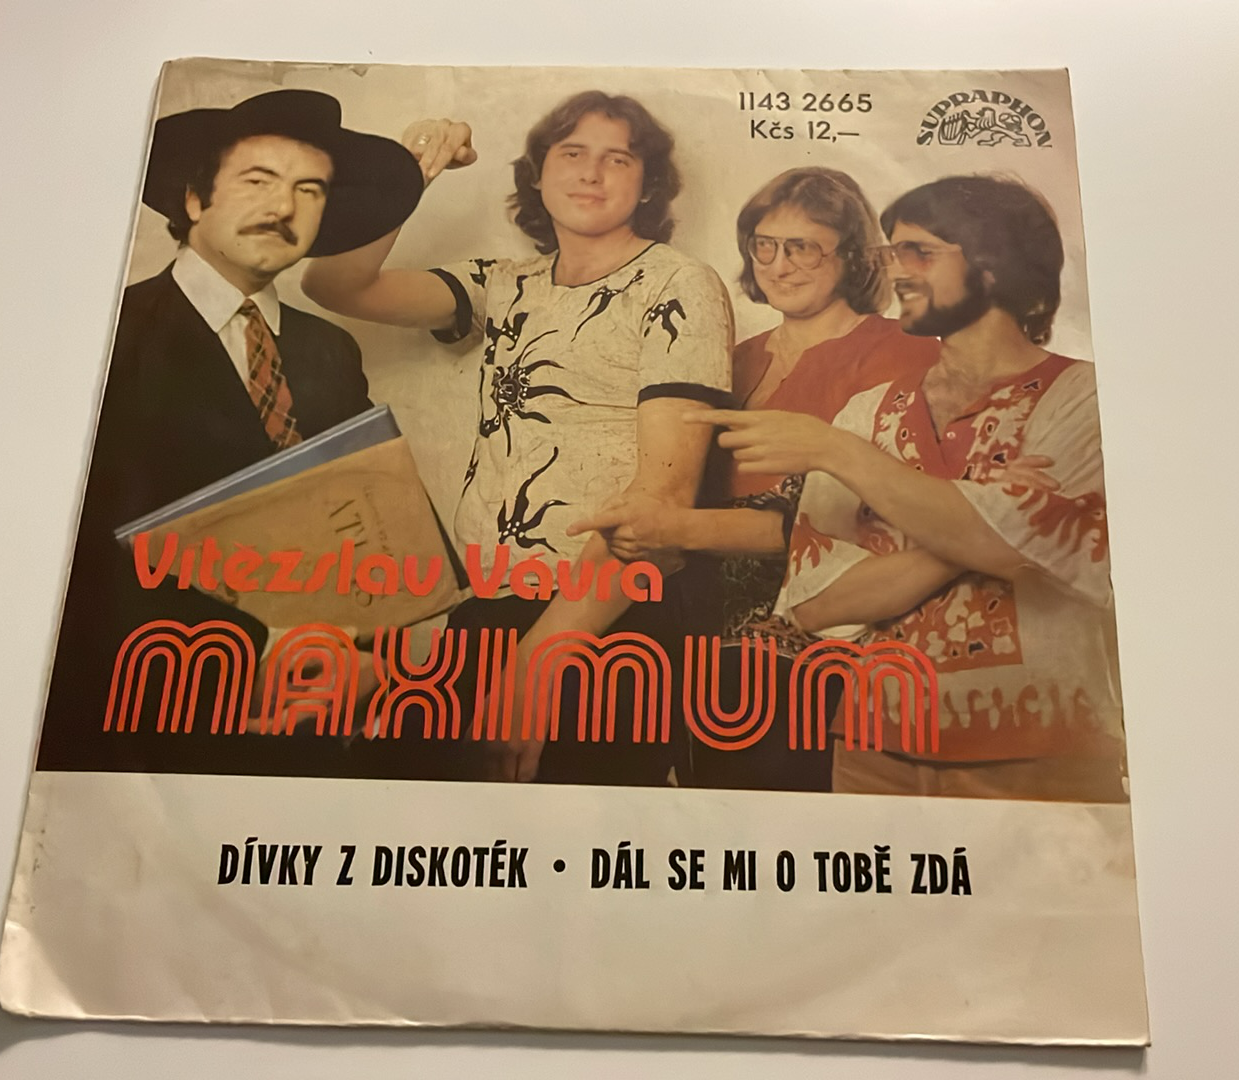 1143 2665
Kčs 12,—
SUPRAPHON
Vítězslav Vávra
MAXIMUM
DÍVKY Z DISKOTÉK • DÁL SE MI O TOBĚ ZDÁ